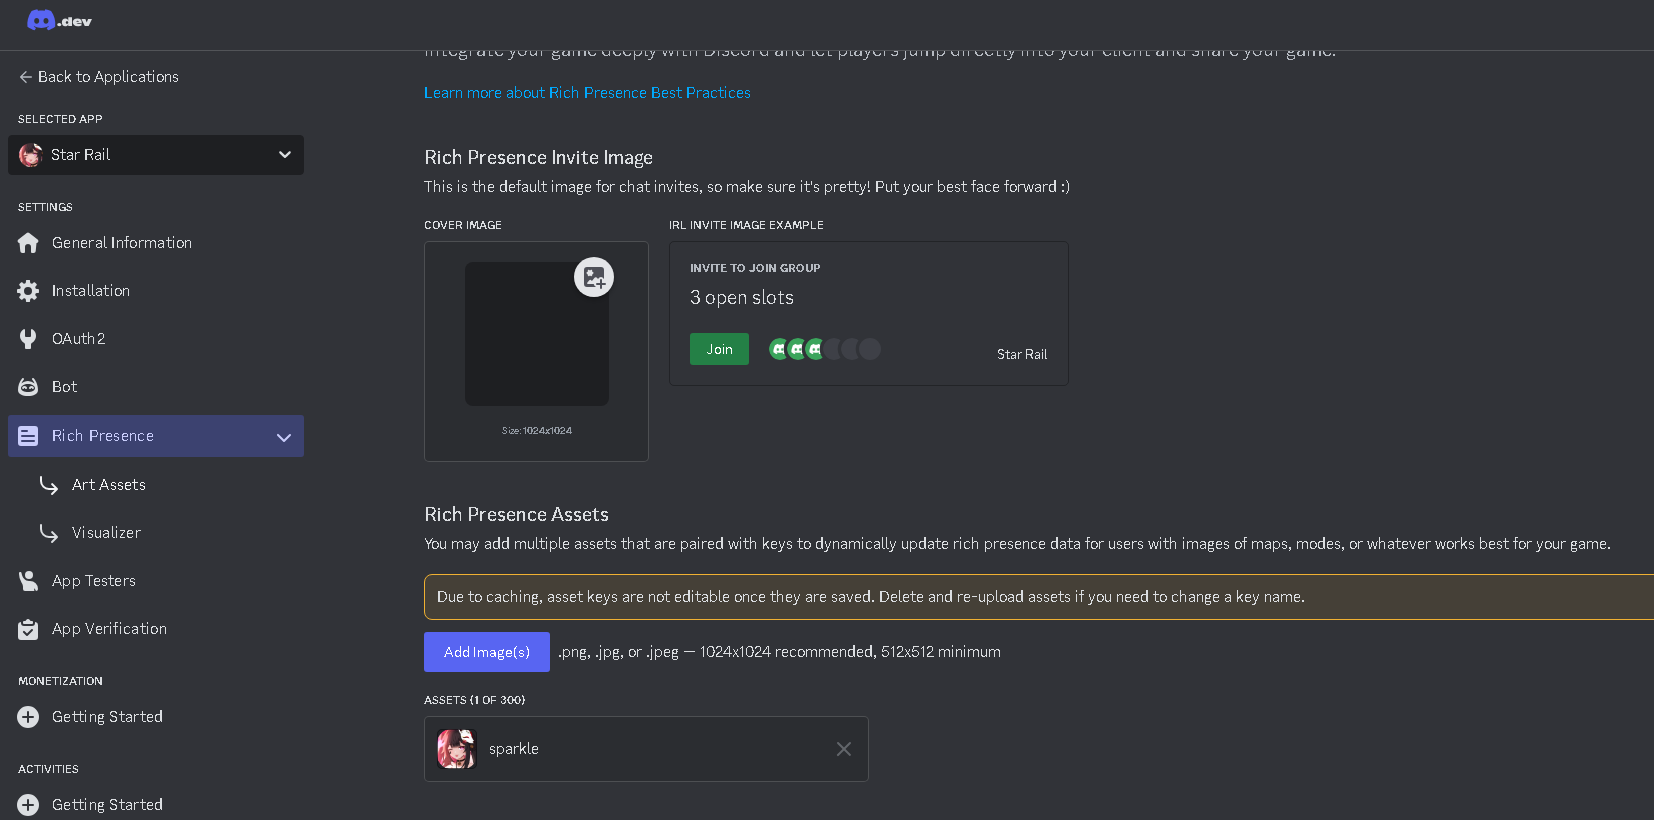 .dev
Back to Applications
SELECTED APP
Star Rail
SETTINGS
General Information
Installation
OAuth2
Bot
Rich Presence
Art Assets
Visualizer
App Testers
App Verification
MONETIZATION
Getting Started
ACTIVITIES
Getting Started
Integrate your game deeply with Discord and let players jump directly into your client and share your game.
Learn more about Rich Presence Best Practices
Rich Presence Invite Image
This is the default image for chat invites, so make sure it's pretty! Put your best face forward :)
COVER IMAGE
Size: 1024x1024
IRL INVITE IMAGE EXAMPLE
INVITE TO JOIN GROUP
3 open slots
Join
Star Rail
Rich Presence Assets
You may add multiple assets that are paired with keys to dynamically update rich presence data for users with images of maps, modes, or whatever works best for your game.
Due to caching, asset keys are not editable once they are saved. Delete and re-upload assets if you need to change a key name.
Add Image(s)
.png, .jpg, or .jpeg — 1024x1024 recommended, 512x512 minimum
ASSETS (1 OF 300)
sparkle